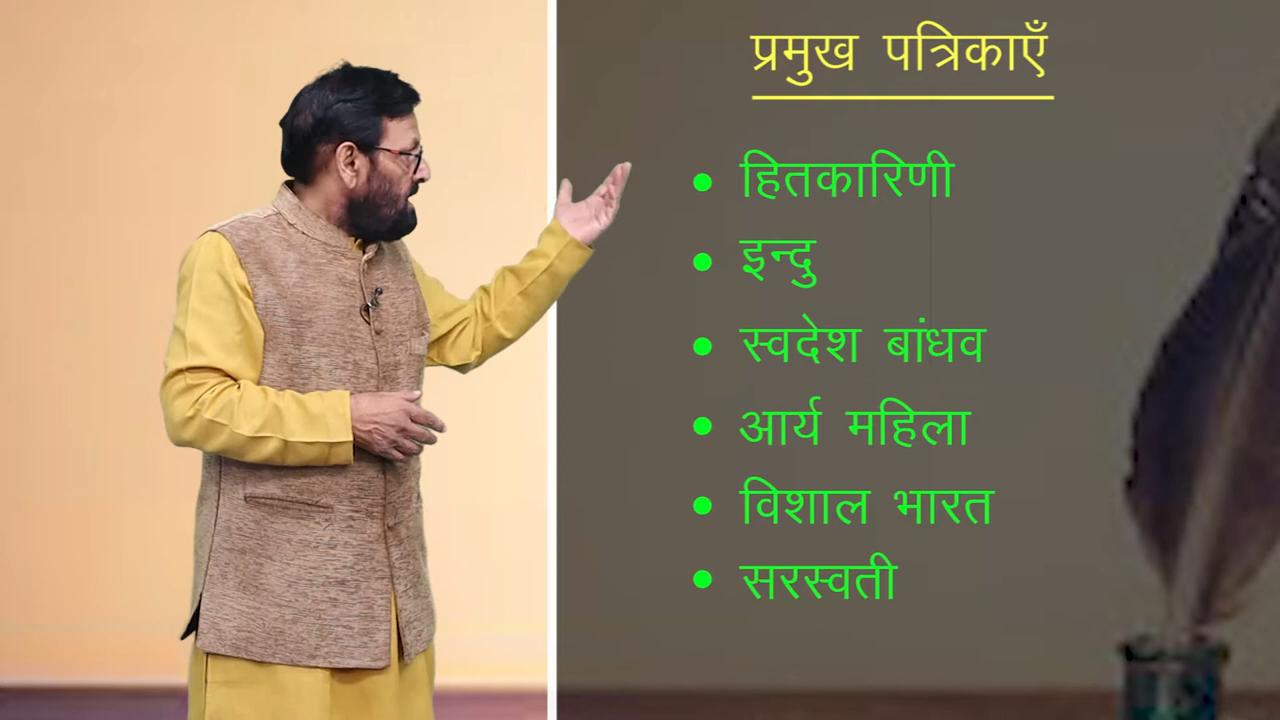 प्रमुख पत्रिकाएँ
• हितकारिणी
• इन्दु
• स्वदेश बांधव
• आर्य महिला
• विशाल भारत
• सरस्वती